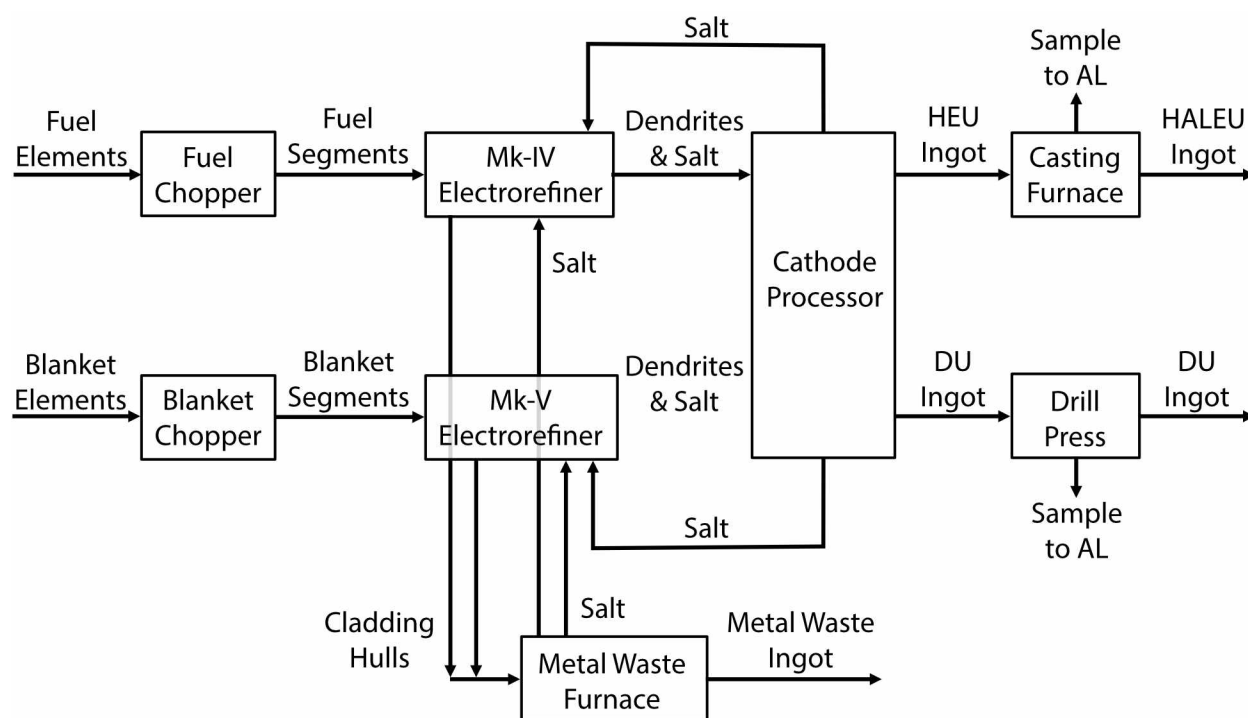 Salt
Sample
to AL
Fuel
Elements
Fuel
Chopper
Fuel
Segments
Mk-IV
Electrorefiner
Dendrites
& Salt
HEU
Ingot
Casting
Furnace
HALEU
Ingot
Salt
Cathode
Processor
Blanket
Elements
Blanket
Chopper
Blanket
Segments
Mk-V
Electrorefiner
Dendrites
& Salt
DU
Ingot
Drill
Press
DU
Ingot
Salt
Sample
to AL
Cladding
Hulls
Salt
Metal Waste
Furnace
Metal Waste
Ingot